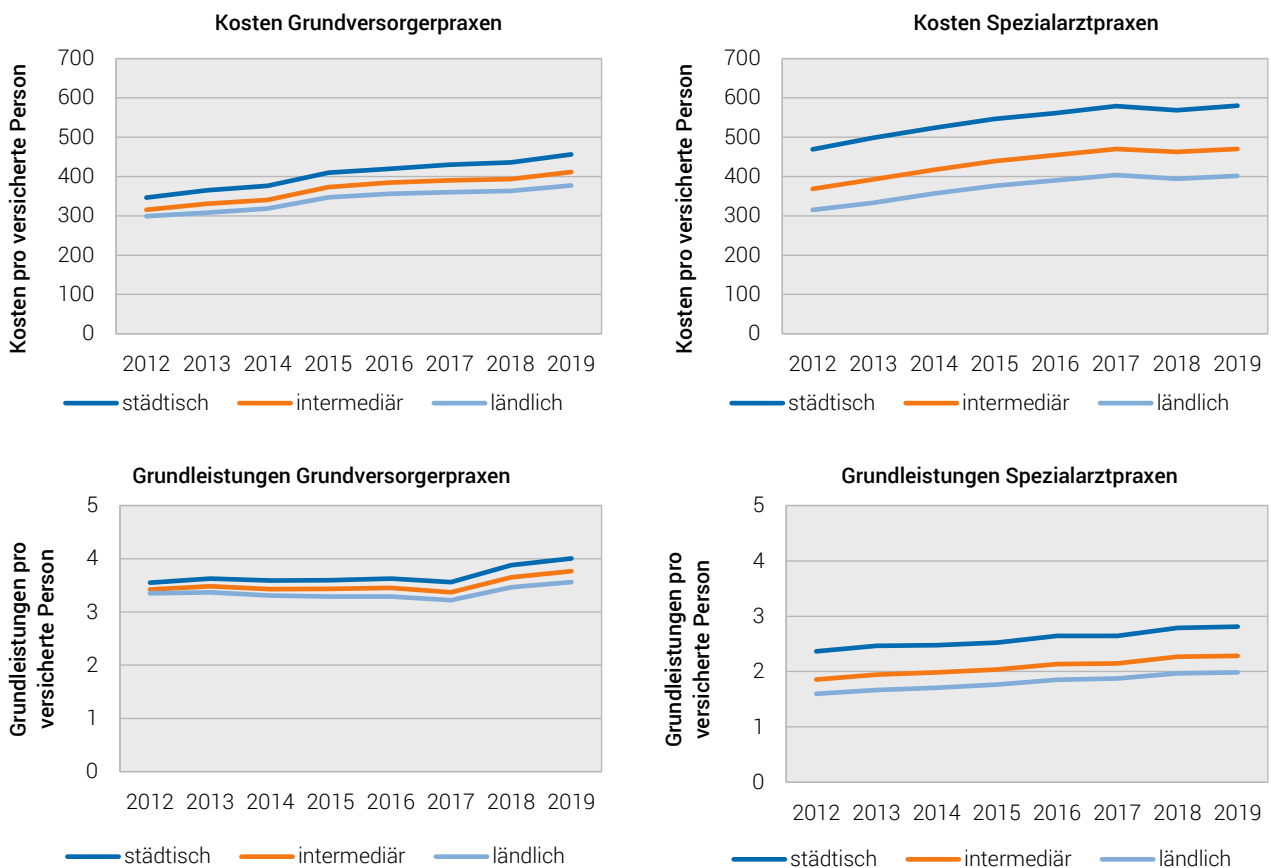 Kosten Grundversorgerpraxen
Kosten pro versicherte Person
700
600
500
400
300
200
100
0
2012 2013 2014 2015 2016 2017 2018 2019
städtisch intermediär ländlich
Kosten Spezialarztpraxen
Kosten pro versicherte Person
700
600
500
400
300
200
100
0
2012 2013 2014 2015 2016 2017 2018 2019
städtisch intermediär ländlich
Grundleistungen Grundversorgerpraxen
Grundleistungen pro
versicherte Person
5
4
3
2
1
0
2012 2013 2014 2015 2016 2017 2018 2019
städtisch intermediär ländlich
Grundleistungen Spezialarztpraxen
Grundleistungen pro
versicherte Person
5
4
3
2
1
0
2012 2013 2014 2015 2016 2017 2018 2019
städtisch intermediär ländlich